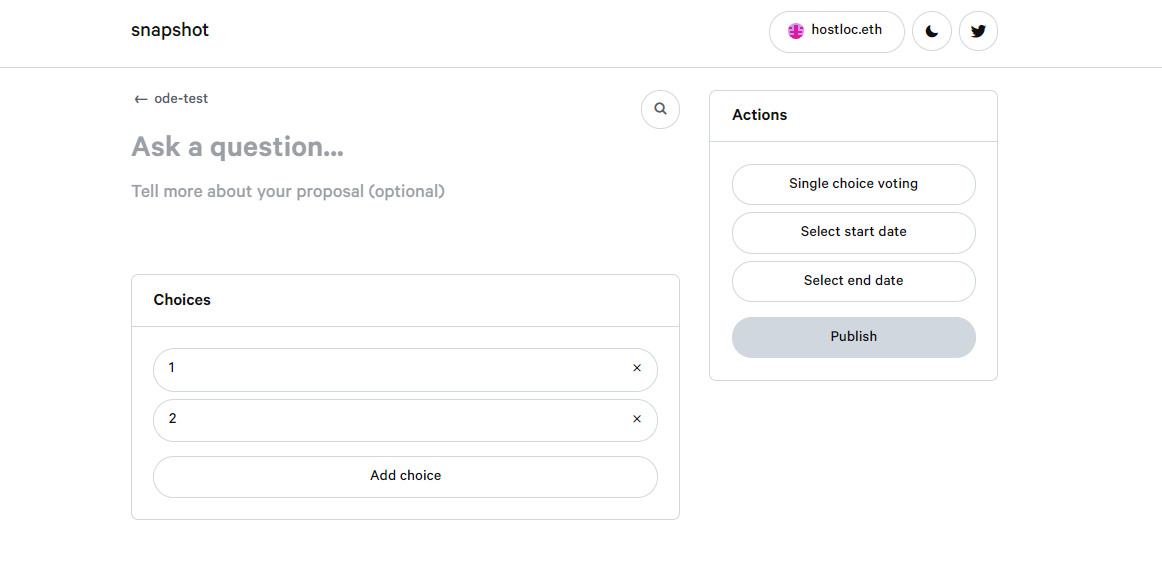 snapshot
hostloc.eth
← ode-test
Ask a question...
Tell more about your proposal (optional)
Choices
1 ×
2 ×
Add choice
Actions
Single choice voting
Select start date
Select end date
Publish